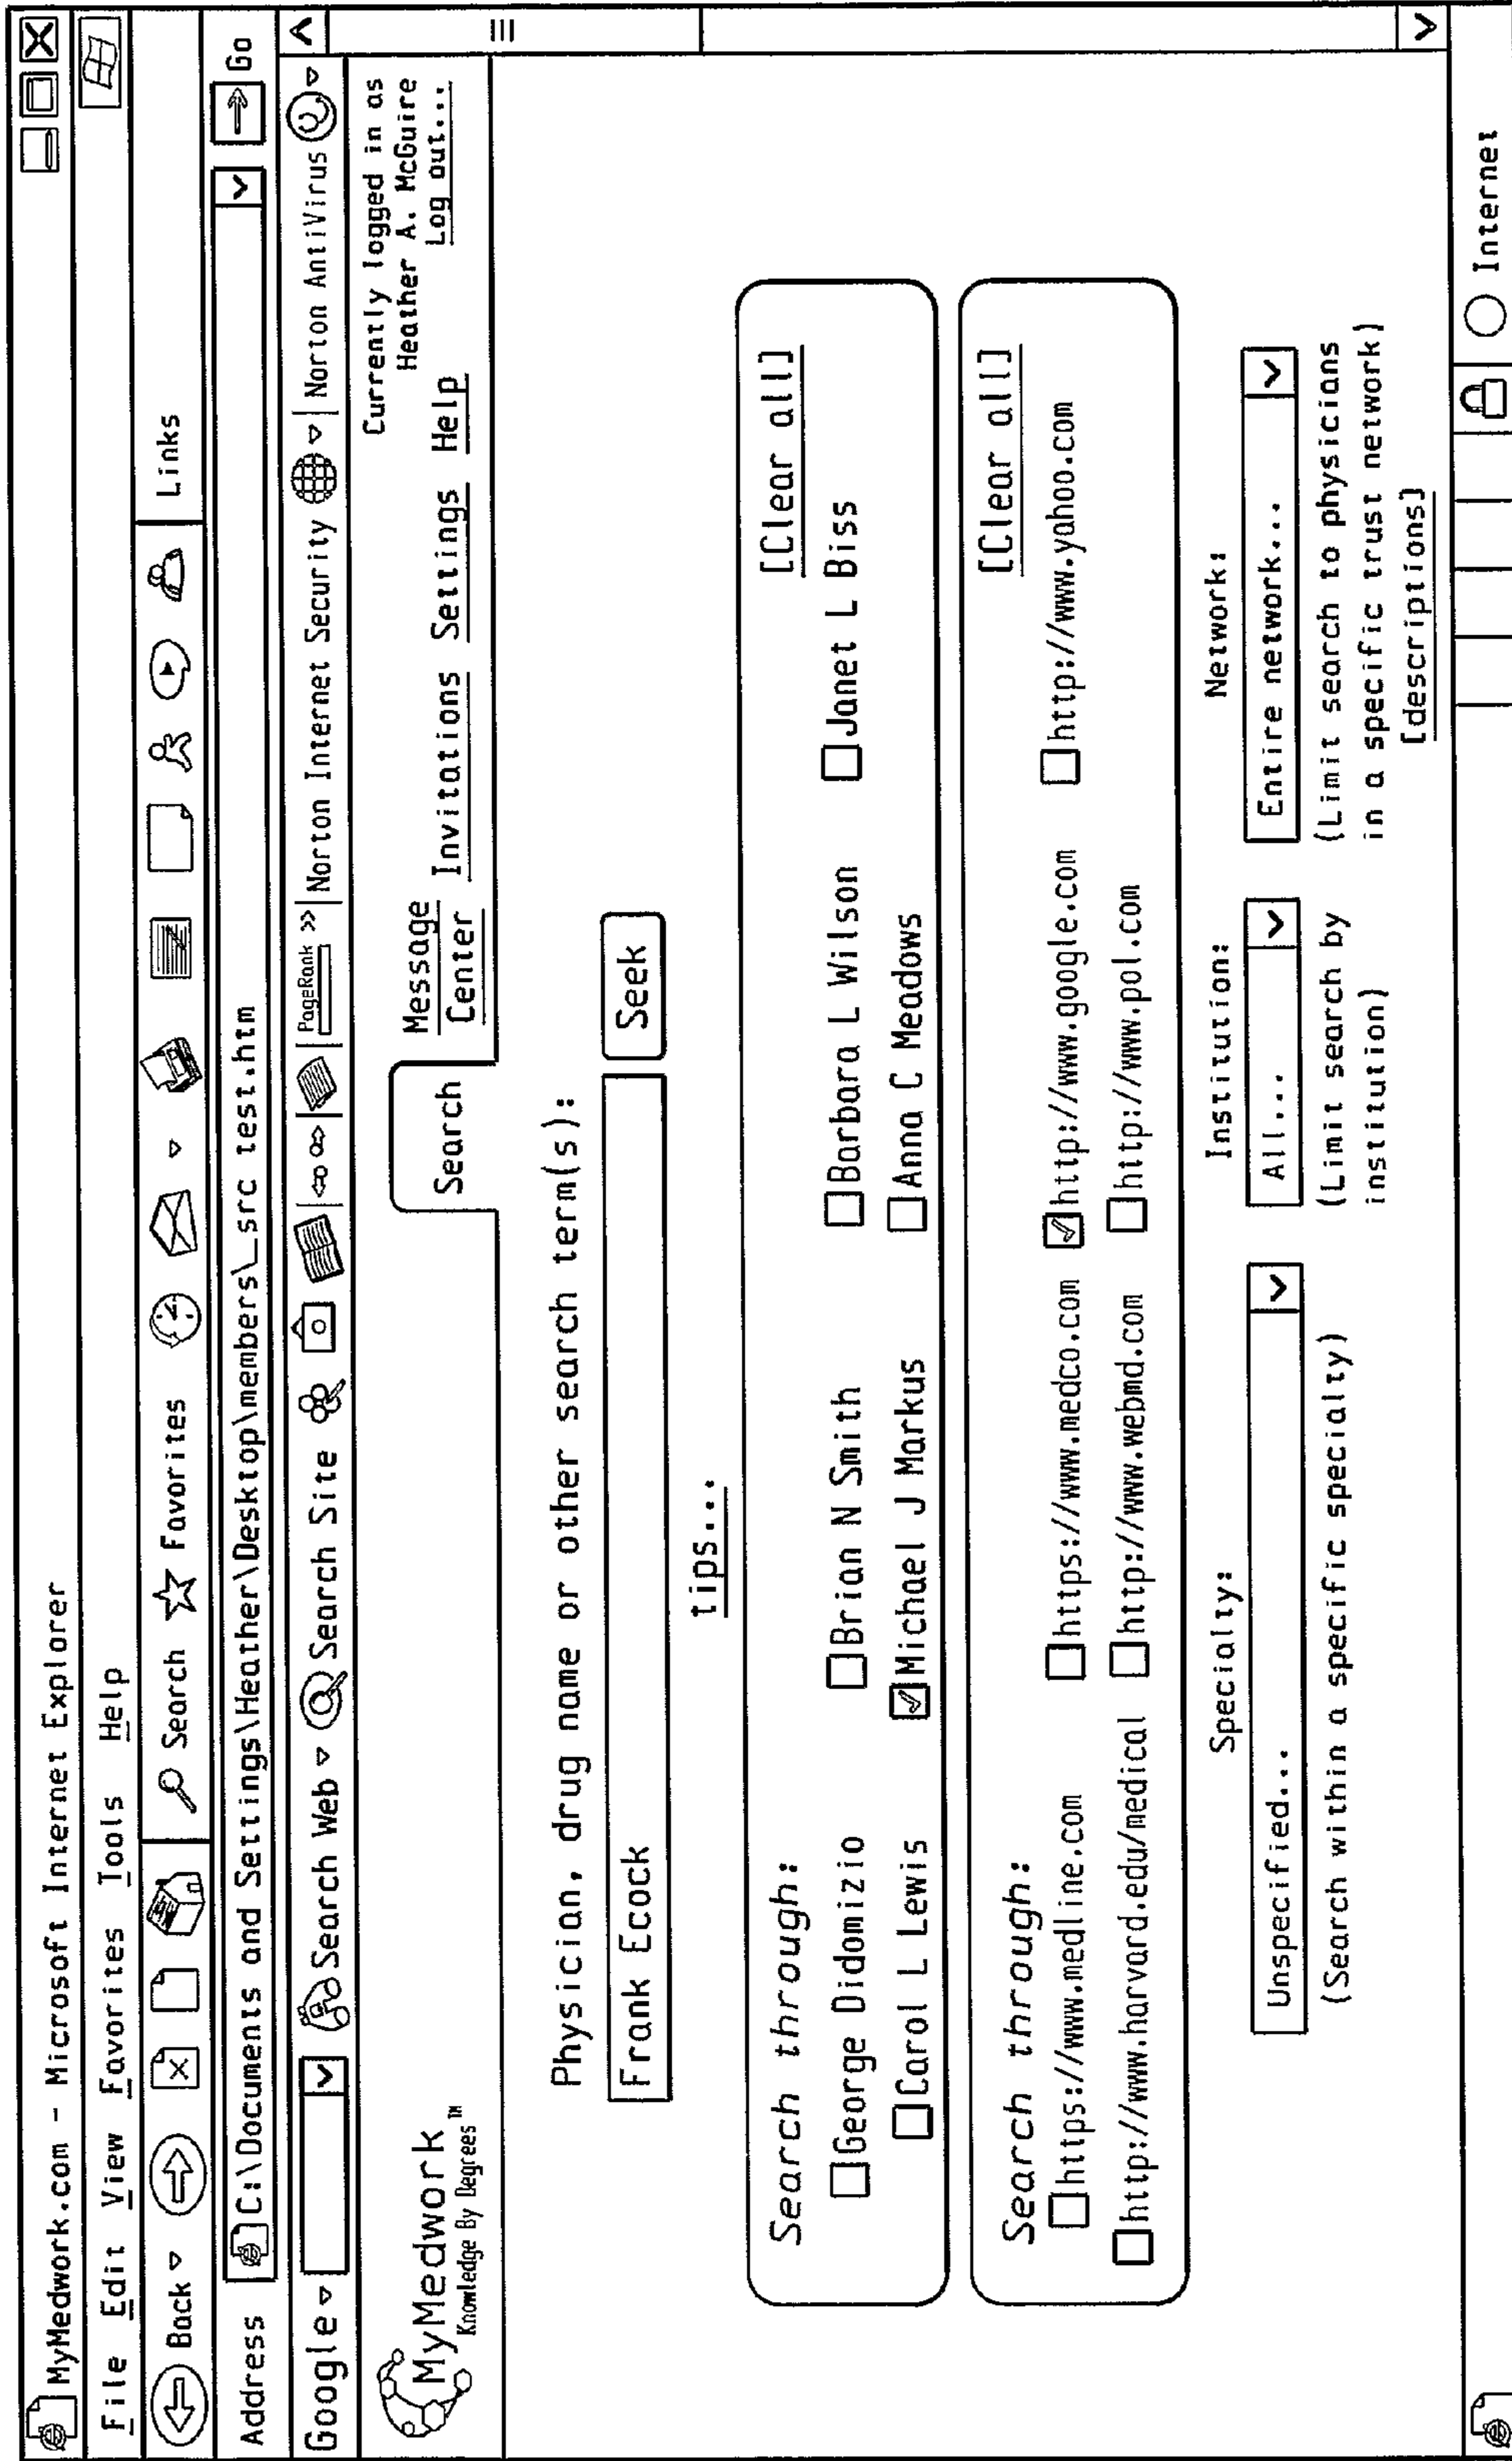 MyMedwork.com - Microsoft Internet Explorer
File Edit View Favorites Tools Help
Back Search Favorites Links
Address C:\Documents and Settings\Heather\Desktop\members\_src test.htm Go
Google Search Web Search Site PageRank >> Norton Internet Security Norton AntiVirus
MyMedwork
Knowledge By Degrees™
Search
Message
Center
Invitations Settings Help
Currently logged in as
Heather A. McGuire
Log out...
Physician, drug name or other search term(s):
Frank Ecock Seek
tips...
Search through: [Clear all]
George Didomizio Brian N Smith Barbara L Wilson Janet L Biss
Carol L Lewis Michael J Markus Anna C Meadows
Search through: [Clear all]
https://www.medline.com https://www.medco.com http://www.google.com http://www.yahoo.com
http://www.harvard.edu/medical http://www.webmd.com http://www.pol.com
Specialty: Institution: Network:
Unspecified... All... Entire network...
(Search within a specific specialty)
(Limit search by
institution)
(Limit search to physicians
in a specific trust network)
[descriptions]
Internet